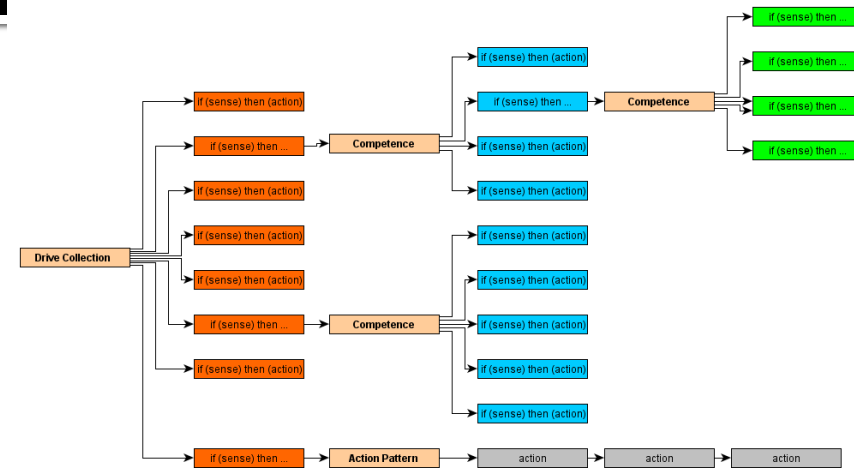 if (sense) then ...
if (sense) then (action)
if (sense) then ...
if (sense) then (action)
if (sense) then ...
Competence
if (sense) then ...
if (sense) then ...
Competence
if (sense) then (action)
if (sense) then ...
if (sense) then (action)
if (sense) then (action)
if (sense) then (action)
if (sense) then (action)
Drive Collection
if (sense) then (action)
if (sense) then (action)
if (sense) then ...
Competence
if (sense) then (action)
if (sense) then (action)
if (sense) then (action)
if (sense) then (action)
if (sense) then ...
Action Pattern
action
action
action